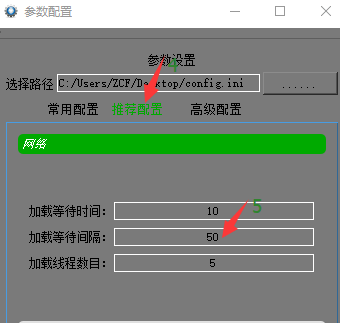 参数配置
参数设置
4
选择路径 C:/Users/ZCF/Desktop/config.ini ......
常用配置 推荐配置 高级配置
网络
5
加载等待时间： 10
加载等待间隔： 50
加载线程数目： 5